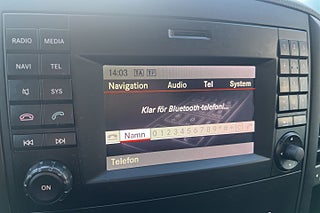 RADIO MEDIA
NAVI TEL
SYS
ON
14:03 TA TP
Navigation Audio Tel System
Klar för Bluetooth-telefoni...
Namn 0 1 2 3 4 5 6 7 8 9
Telefon